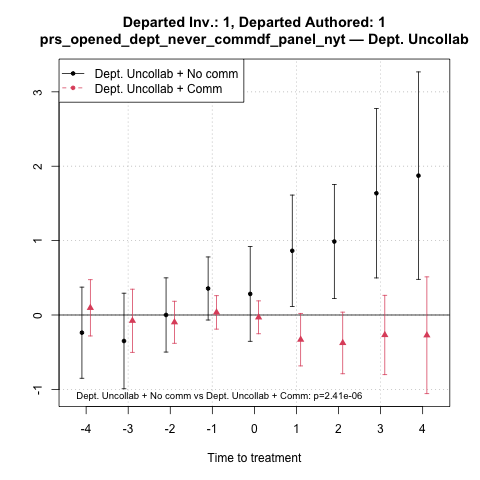 Departed Inv.: 1, Departed Authored: 1
prs_opened_dept_never_commdf_panel_nyt — Dept. Uncollab
Dept. Uncollab + No comm
Dept. Uncollab + Comm
3
2
1
0
-1
Dept. Uncollab + No comm vs Dept. Uncollab + Comm: p=2.41e-06
-4 -3 -2 -1 0 1 2 3 4
Time to treatment